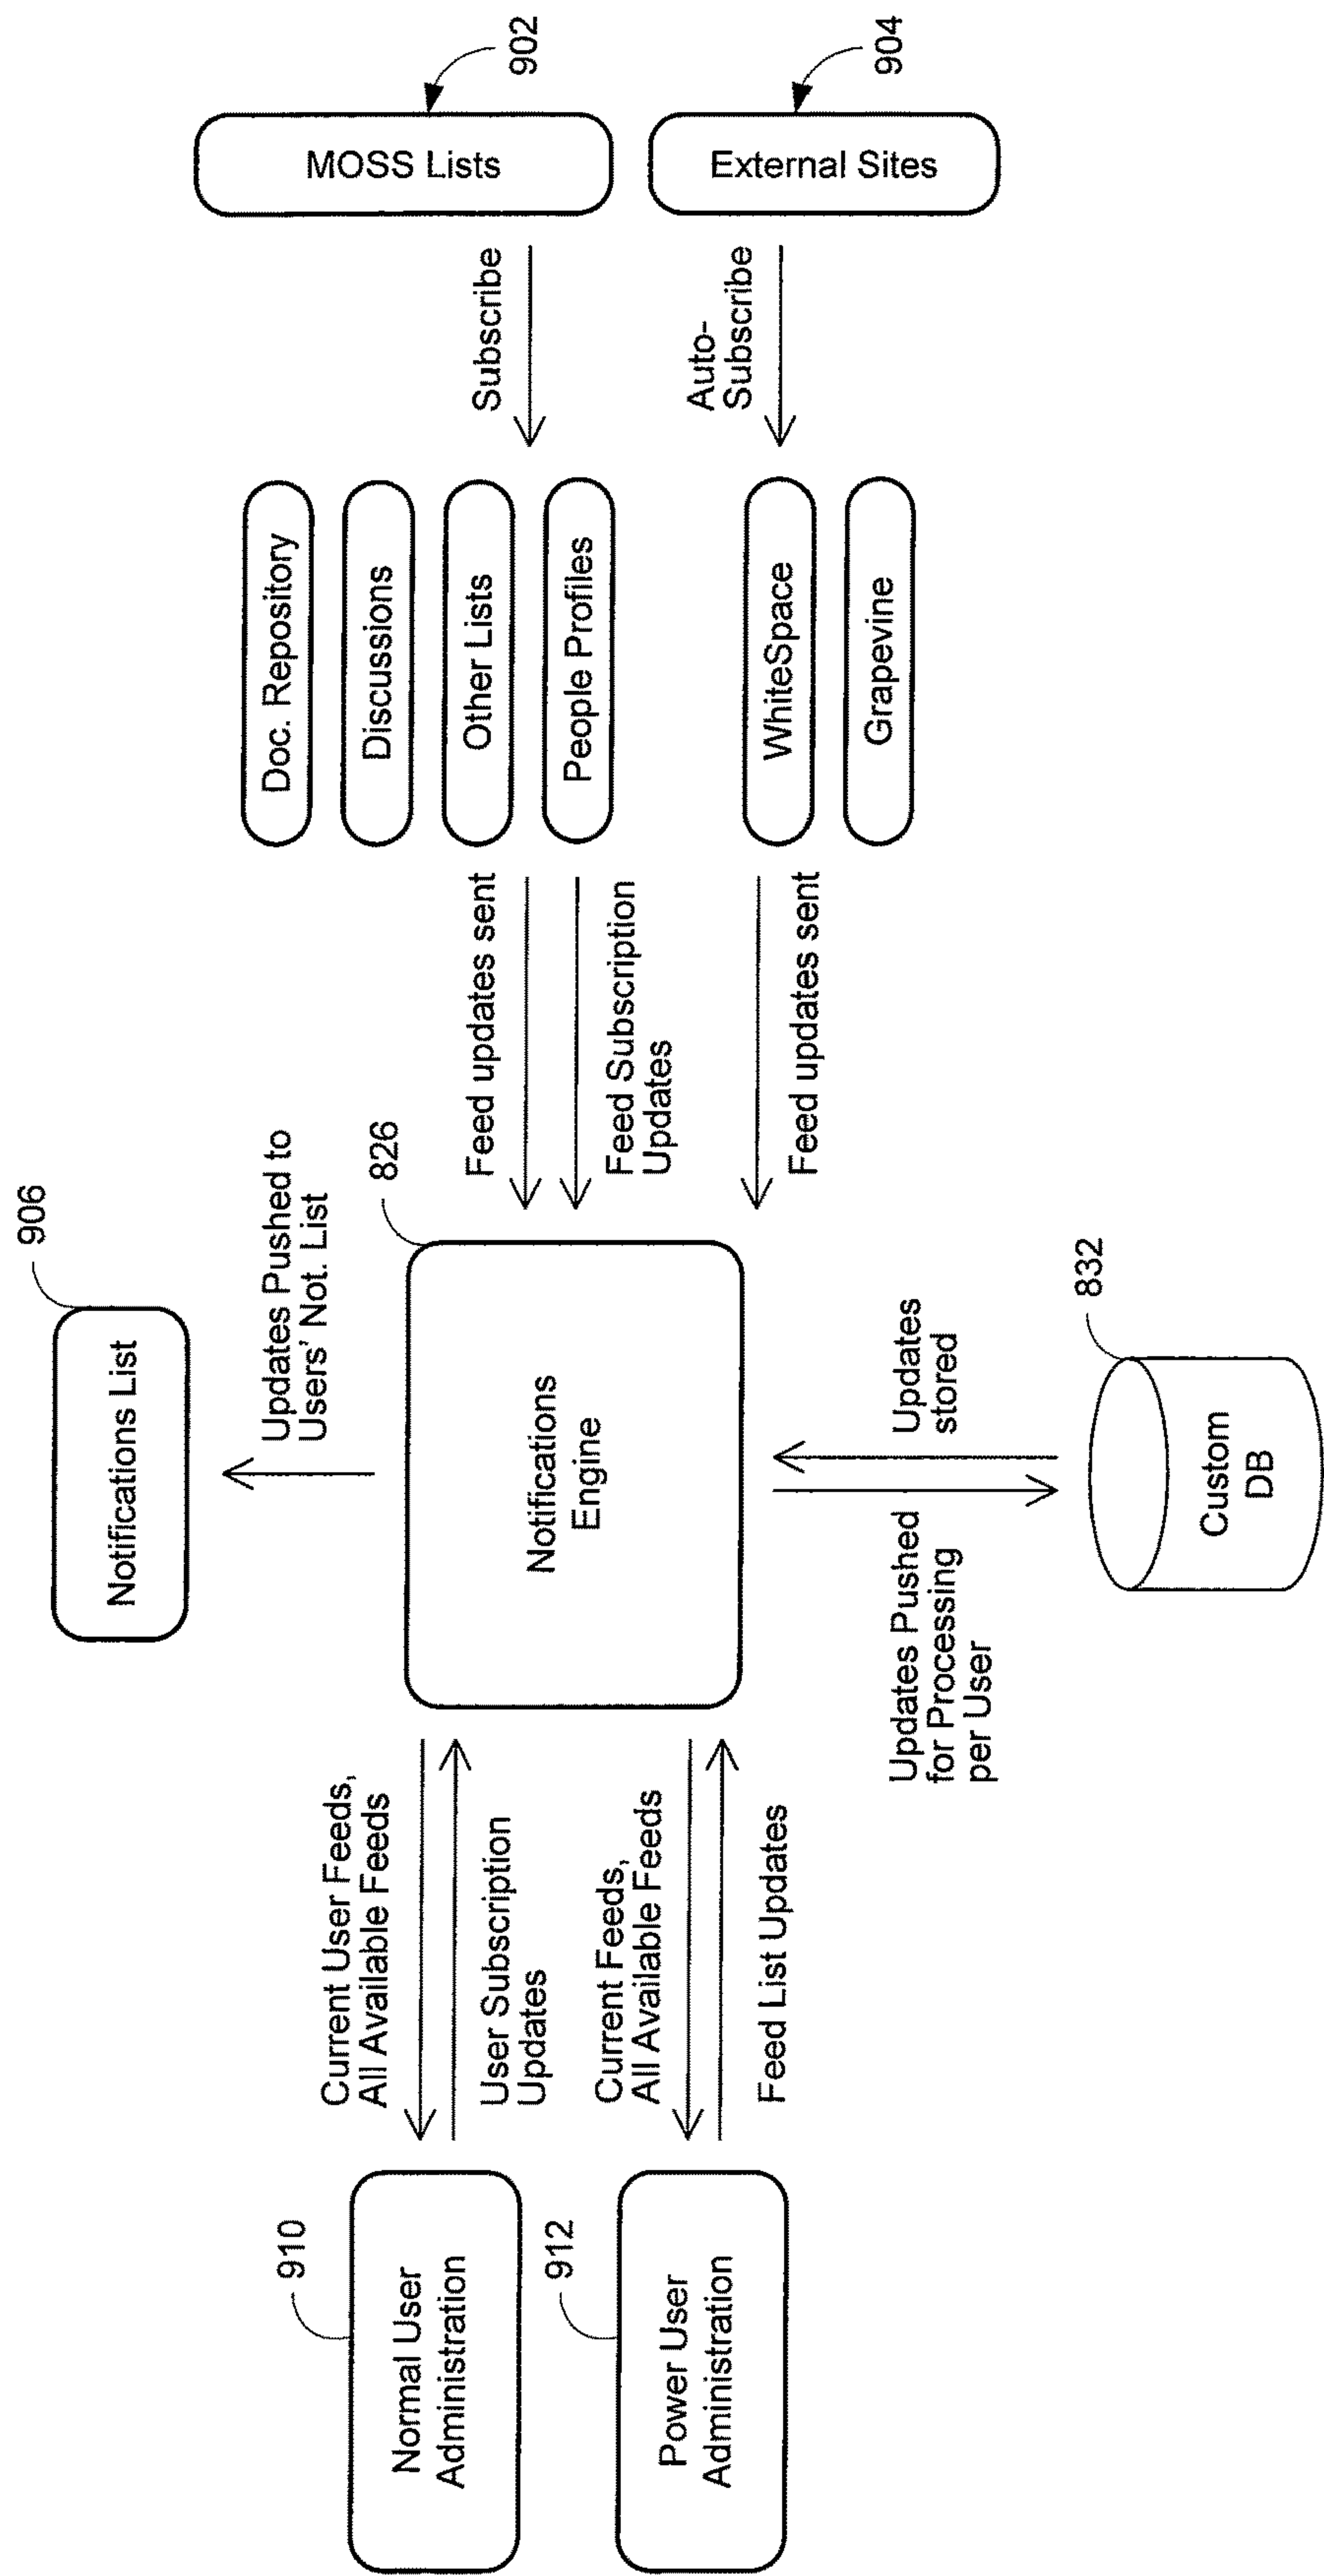 906
Notifications List
Updates Pushed to
Users' Not. List
910
Normal User
Administration
Current User Feeds,
All Available Feeds
User Subscription
Updates
912
Power User
Administration
Current Feeds,
All Available Feeds
Feed List Updates
826
Notifications
Engine
Updates Pushed
for Processing
per User
Updates
stored
832
Custom
DB
Feed updates sent
Feed Subscription
Updates
Feed updates sent
Doc. Repository
Discussions
Other Lists
People Profiles
WhiteSpace
Grapevine
Subscribe
Auto-
Subscribe
MOSS Lists
902
External Sites
904